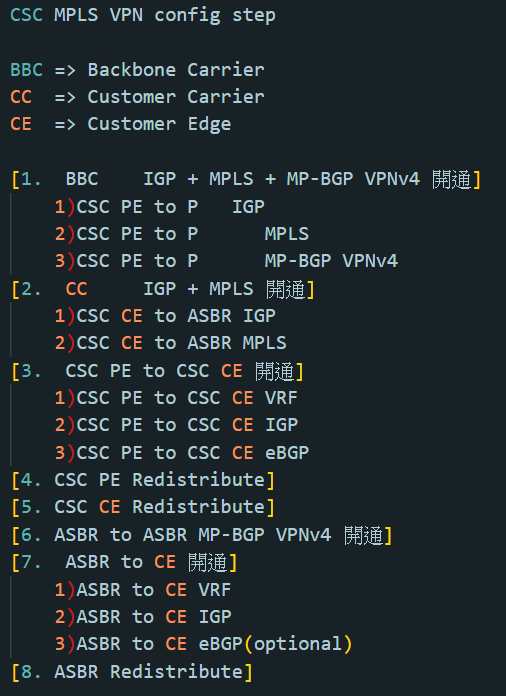 CSC MPLS VPN config step
BBC => Backbone Carrier
CC => Customer Carrier
CE => Customer Edge
[1. BBC IGP + MPLS + MP-BGP VPNv4 開通]
1)CSC PE to P IGP
2)CSC PE to P MPLS
3)CSC PE to P MP-BGP VPNv4
[2. CC IGP + MPLS 開通]
1)CSC CE to ASBR IGP
2)CSC CE to ASBR MPLS
[3. CSC PE to CSC CE 開通]
1)CSC PE to CSC CE VRF
2)CSC PE to CSC CE IGP
3)CSC PE to CSC CE eBGP
[4. CSC PE Redistribute]
[5. CSC CE Redistribute]
[6. ASBR to ASBR MP-BGP VPNv4 開通]
[7. ASBR to CE 開通]
1)ASBR to CE VRF
2)ASBR to CE IGP
3)ASBR to CE eBGP(optional)
[8. ASBR Redistribute]